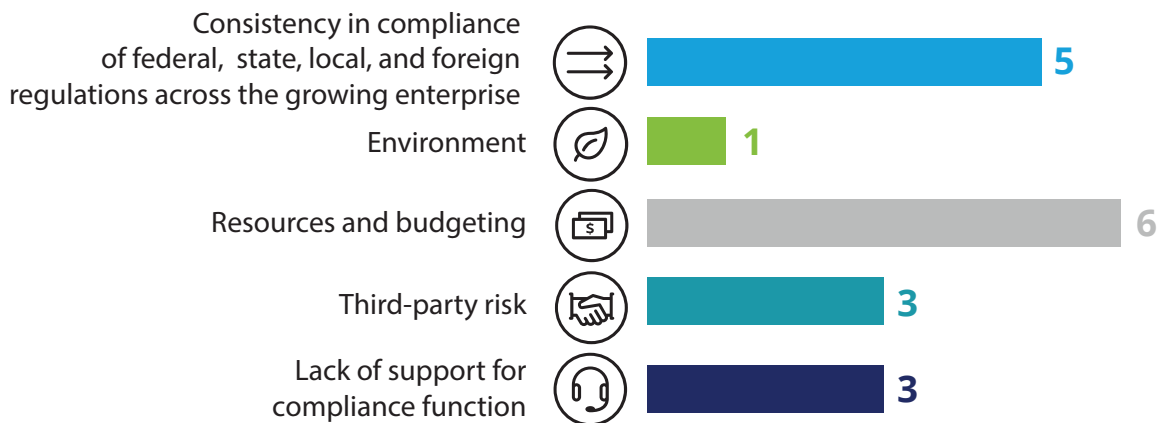 Consistency in compliance
of federal, state, local, and foreign
regulations across the growing enterprise
5
Environment
1
Resources and budgeting
$
6
Third-party risk
3
Lack of support for
compliance function
3